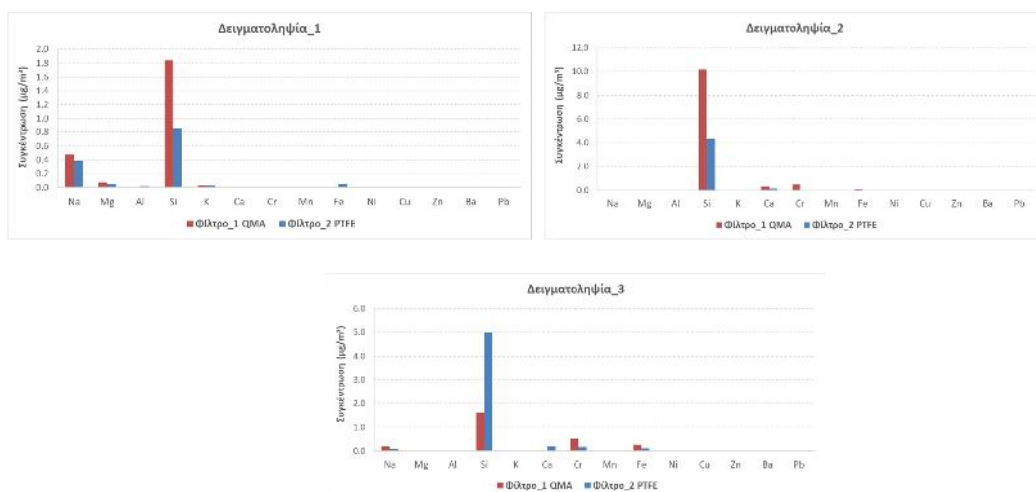 Δειγματοληψία_1
Συγκέντρωση (μg/m³)
2.0
1.8
1.6
1.4
1.2
1.0
0.8
0.6
0.4
0.2
0.0
Na Mg Al Si K Ca Cr Mn Fe Ni Cu Zn Ba Pb
Φίλτρο_1 QMA Φίλτρο_2 PTFE
Δειγματοληψία_2
Συγκέντρωση (μg/m³)
12.0
10.0
8.0
6.0
4.0
2.0
0.0
Na Mg Al Si K Ca Cr Mn Fe Ni Cu Zn Ba Pb
Φίλτρο_1 QMA Φίλτρο_2 PTFE
Δειγματοληψία_3
Συγκέντρωση (μg/m³)
6.0
5.0
4.0
3.0
2.0
1.0
0.0
Na Mg Al Si K Ca Cr Mn Fe Ni Cu Zn Ba Pb
Φίλτρο_1 QMA Φίλτρο_2 PTFE